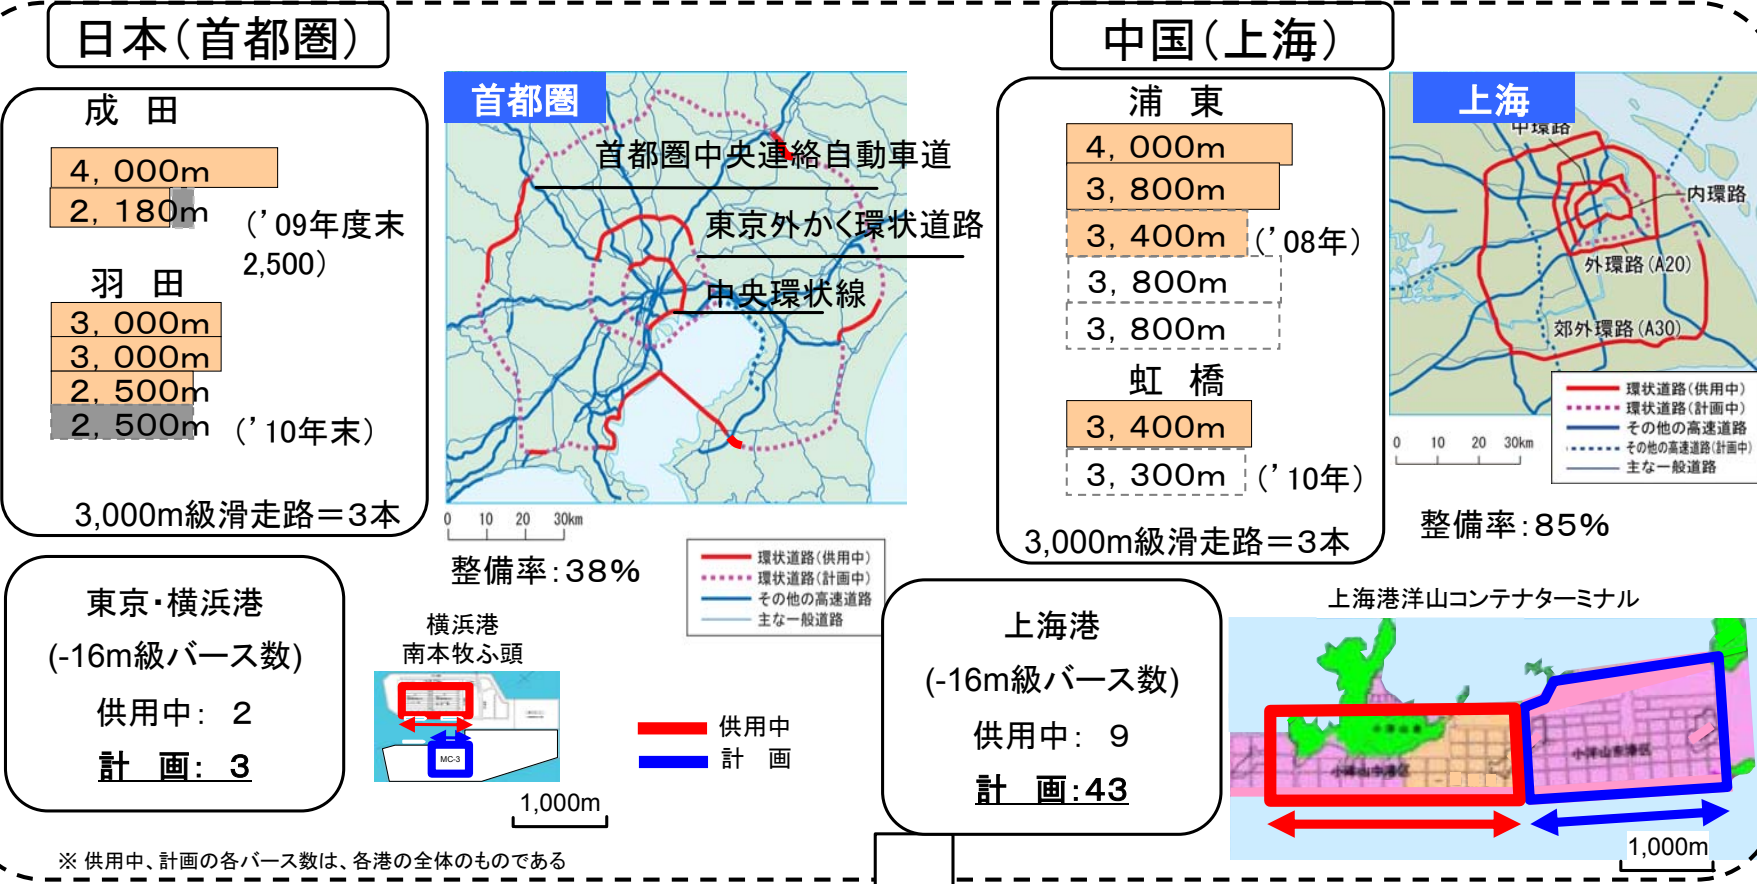 日本(首都圏)
成 田
4,000m
2,180m
('09年度末
2,500)
羽 田
3,000m
3,000m
2,500m
2,500m
('10年末)
3,000m級滑走路=3本
首都圏
首都圏中央連絡自動車道
東京外かく環状道路
中央環状線
0 10 20 30km
整備率:38%
環状道路(供用中)
環状道路(計画中)
その他の高速道路
主な一般道路
東京・横浜港
(-16m級バース数)
供用中: 2
計 画: 3
横浜港
南本牧ふ頭
MC-3
1,000m
供用中
計 画
※ 供用中、計画の各バース数は、各港の全体のものである
中国(上海)
浦 東
4,000m
3,800m
3,400m
('08年)
3,800m
3,800m
虹 橋
3,400m
3,300m
('10年)
3,000m級滑走路=3本
上海
中環路
内環路
外環路(A20)
郊外環路(A30)
0 10 20 30km
環状道路(供用中)
環状道路(計画中)
その他の高速道路
その他の高速道路(計画中)
主な一般道路
整備率:85%
上海港
(-16m級バース数)
供用中: 9
計 画:43
上海港洋山コンテナターミナル
小洋山中港区
小洋山东港区
1,000m